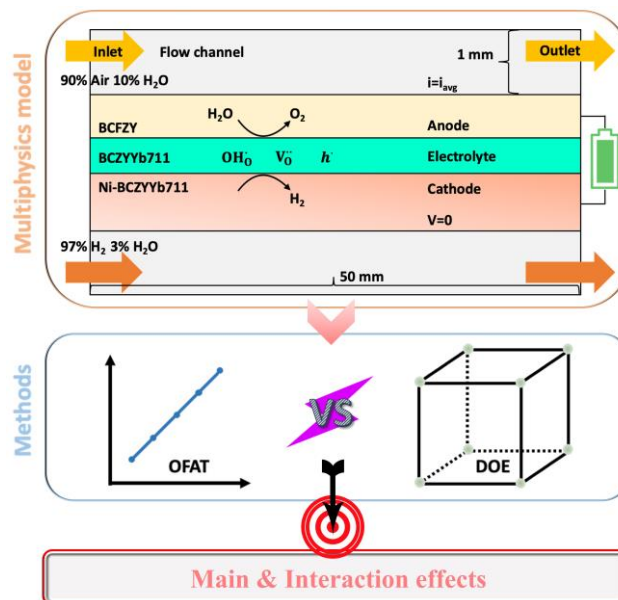 Multiphysics model
Inlet
Flow channel
1 mm
Outlet
90% Air 10% H₂O
i=iₐᵥg
H₂O
O₂
BCFZY
Anode
BCZYYb711
OH͘ₒ
V¨ₒ
h·
Electrolyte
Ni-BCZYYb711
Cathode
H₂
V=0
97% H₂ 3% H₂O
50 mm
Methods
OFAT
VS
DOE
Main & Interaction effects